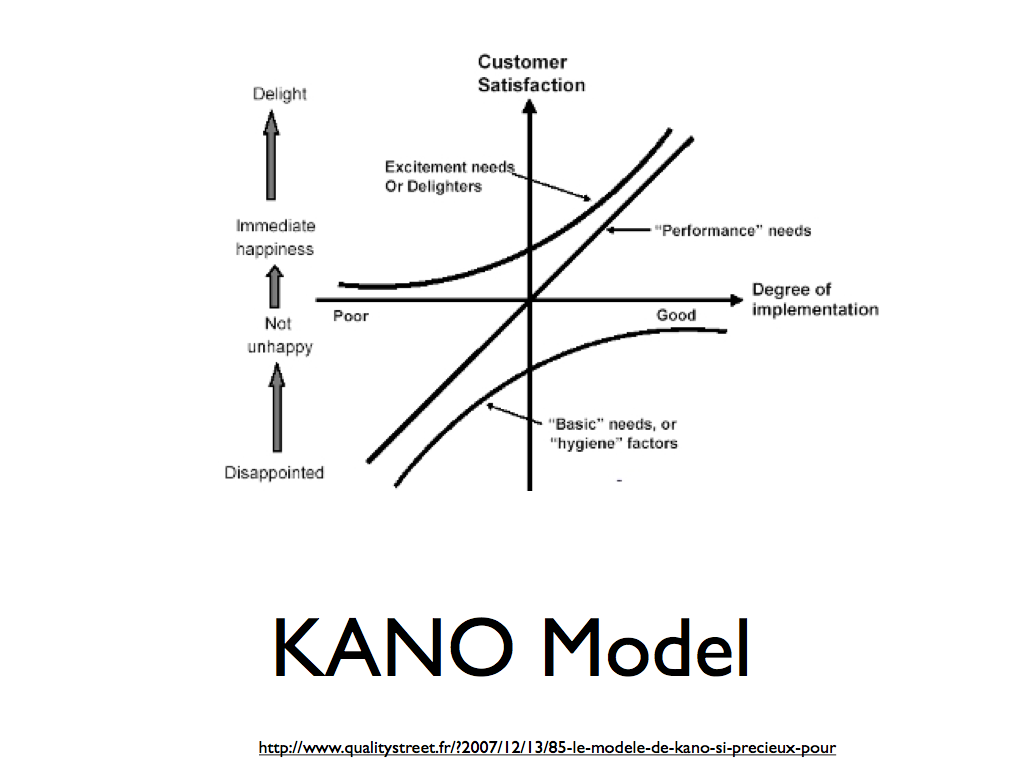 Customer
Satisfaction
Delight
Excitement needs
Or Delighters
Immediate
happiness
“Performance” needs
Degree of
implementation
Poor
Good
Not
unhappy
“Basic” needs, or
“hygiene” factors
Disappointed
-
KANO Model
http://www.qualitystreet.fr/?2007/12/13/85-le-modele-de-kano-si-precieux-pour